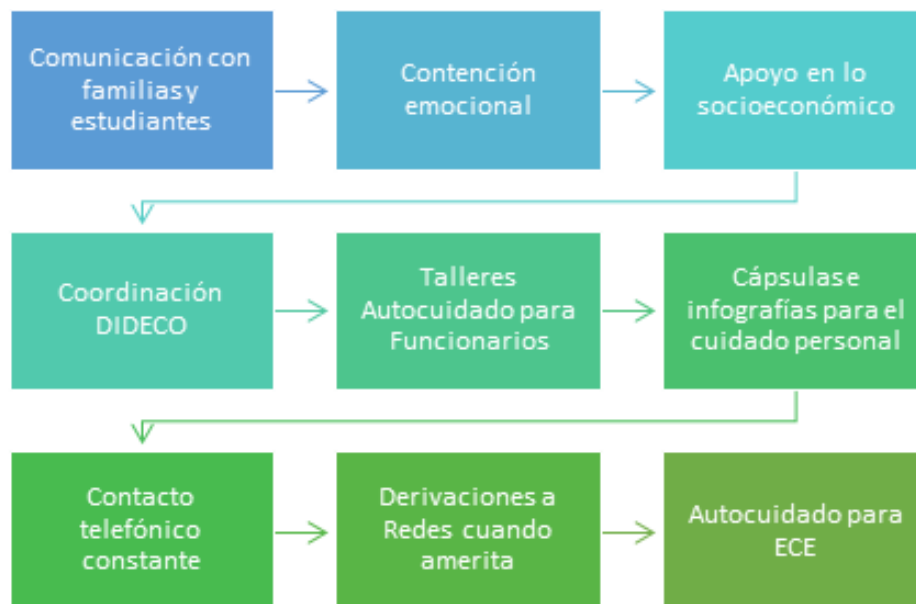 Comunicación con
familias y
estudiantes
Contención
emocional
Apoyo en lo
socioeconómico
Coordinación
DIDECO
Talleres
Autocuidado para
Funcionarios
Cápsulas e
infografías para el
cuidado personal
Contacto
telefónico
constante
Derivaciones a
Redes cuando
amerita
Autocuidado para
ECE